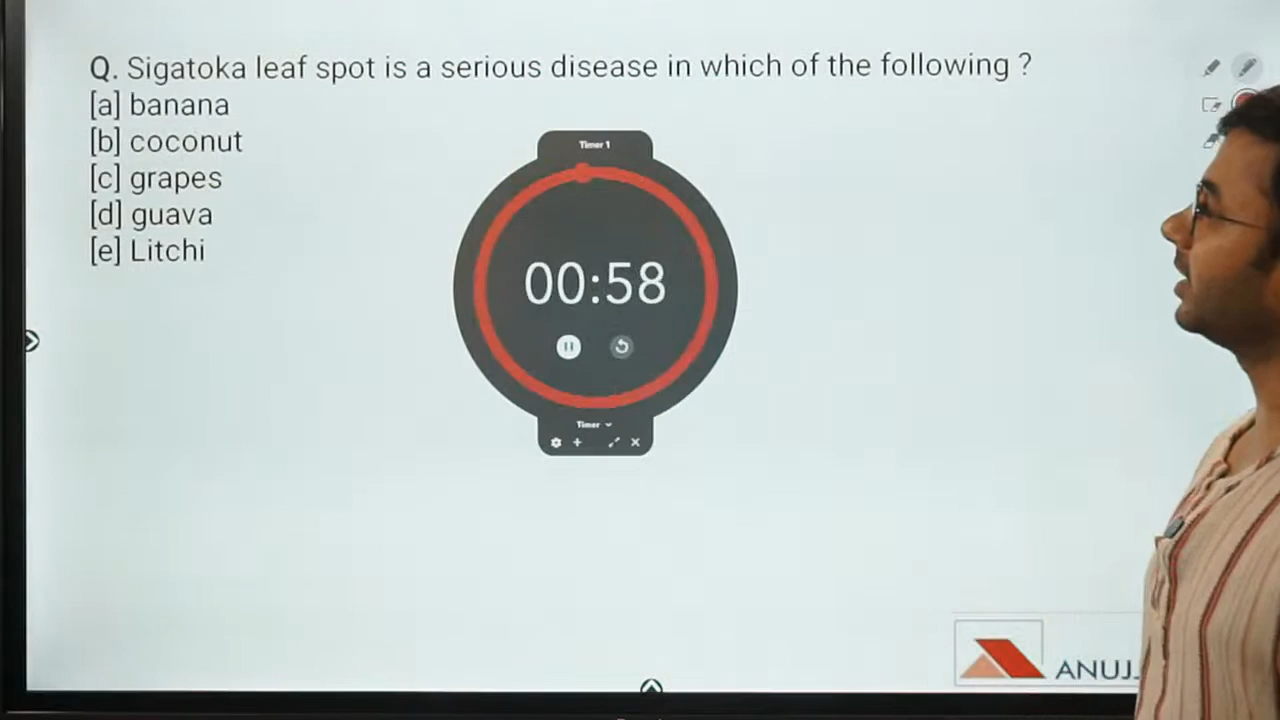 Q. Sigatoka leaf spot is a serious disease in which of the following ?
[a] banana
[b] coconut
[c] grapes
[d] guava
[e] Litchi
Timer 1
00:58
Timer
ANUJ